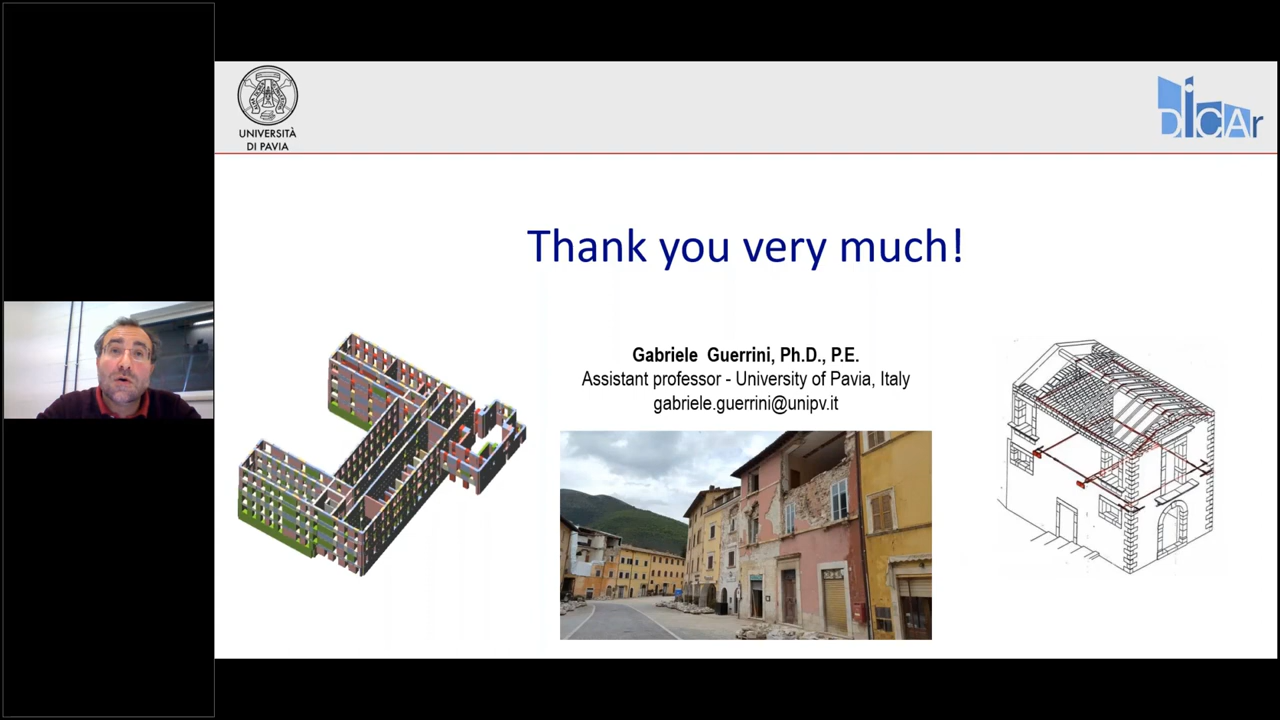 UNIVERSITÀ
DI PAVIA
DICAr
Thank you very much!
Gabriele Guerrini, Ph.D., P.E.
Assistant professor - University of Pavia, Italy
gabriele.guerrini@unipv.it